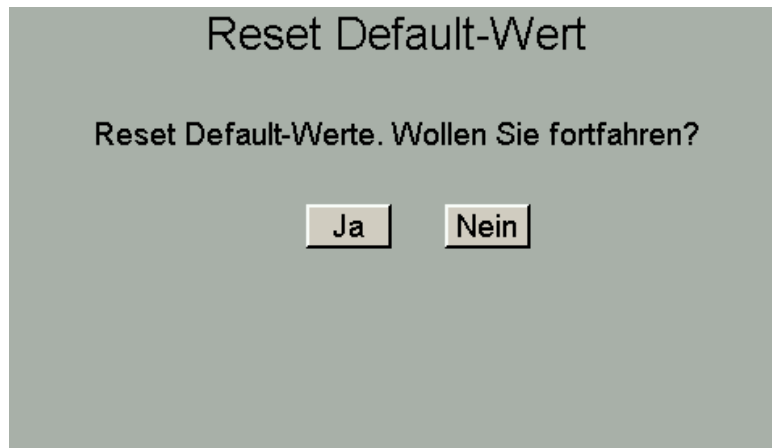 Reset Default-Wert
Reset Default-Werte. Wollen Sie fortfahren?
Ja Nein